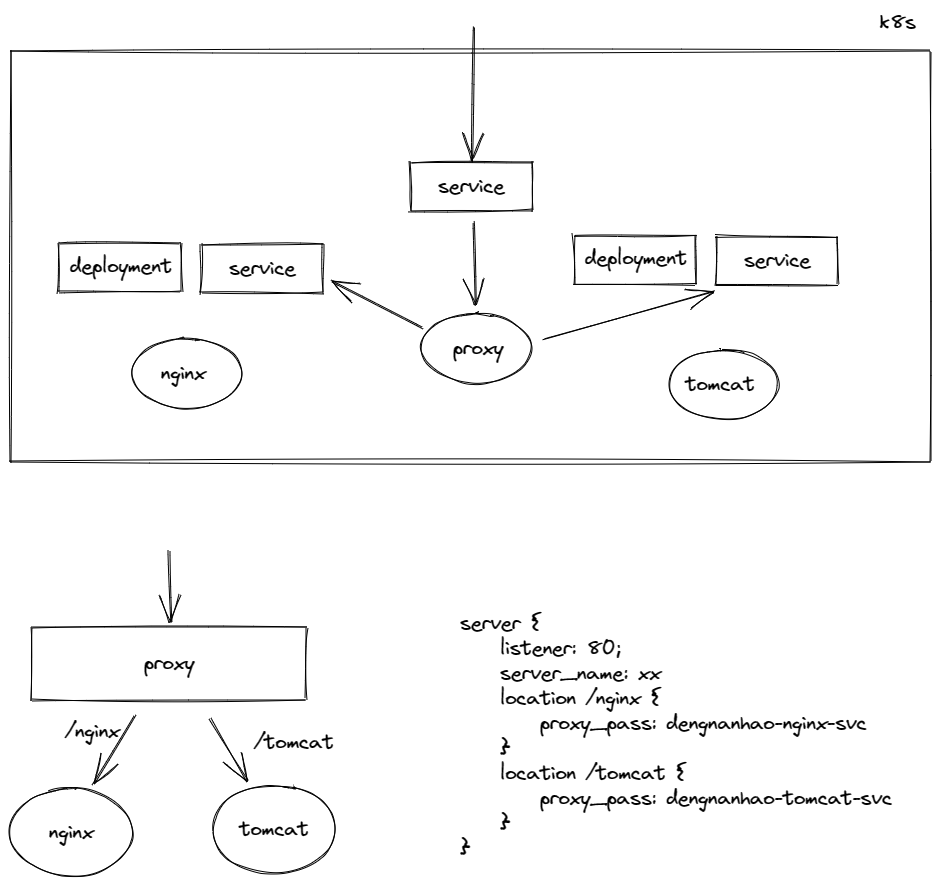 k8s
service
deployment
service
deployment
service
proxy
nginx
tomcat
proxy
/nginx
/tomcat
nginx
tomcat
server {
listener: 80;
server_name: xx
location /nginx {
proxy_pass: dengnanhao-nginx-svc
}
location /tomcat {
proxy_pass: dengnanhao-tomcat-svc
}
}